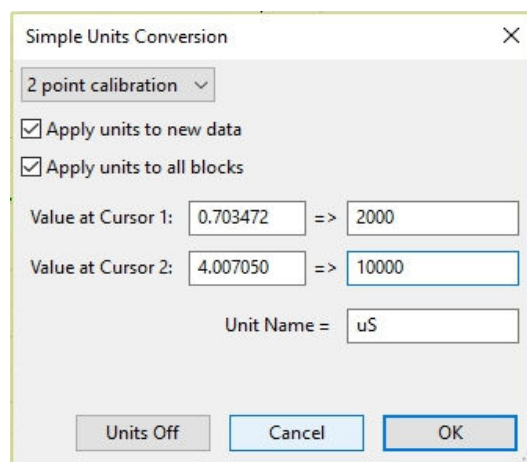 Simple Units Conversion
2 point calibration
Apply units to new data
Apply units to all blocks
Value at Cursor 1: 0.703472 => 2000
Value at Cursor 2: 4.007050 => 10000
Unit Name = uS
Units Off Cancel OK